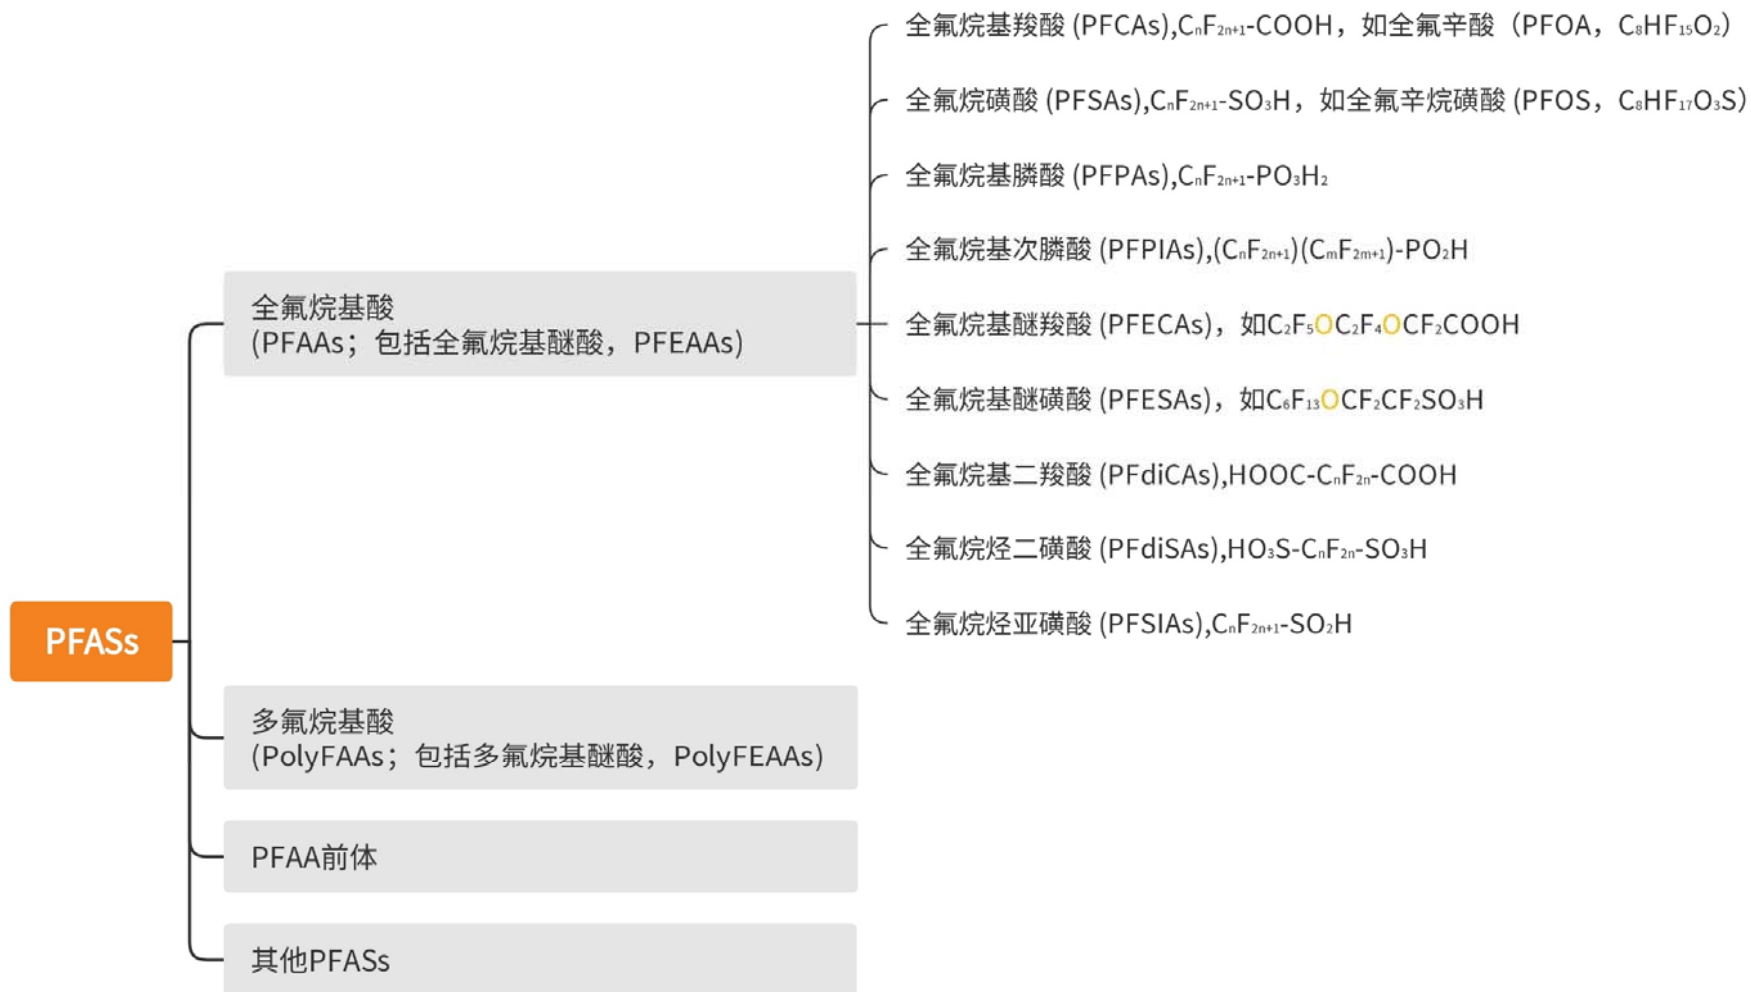 PFASs
全氟烷基酸
(PFAAs；包括全氟烷基醚酸，PFEAAs)
全氟烷基羧酸 (PFCAs),CₙF₂ₙ₊₁-COOH，如全氟辛酸（PFOA，C₈HF₁₅O₂）
全氟烷磺酸 (PFSAs),CₙF₂ₙ₊₁-SO₃H，如全氟辛烷磺酸 (PFOS，C₈HF₁₇O₃S）
全氟烷基膦酸 (PFPAs),CₙF₂ₙ₊₁-PO₃H₂
全氟烷基次膦酸 (PFPIAs),(CₙF₂ₙ₊₁)(CₘF₂ₘ₊₁)-PO₂H
全氟烷基醚羧酸 (PFECAs)，如C₂F₅OC₂F₄OCF₂COOH
全氟烷基醚磺酸 (PFESAs)，如C₆F₁₃OCF₂CF₂SO₃H
全氟烷基二羧酸 (PFdiCAs),HOOC-CₙF₂ₙ-COOH
全氟烷烃二磺酸 (PFdiSAs),HO₃S-CₙF₂ₙ-SO₃H
全氟烷烃亚磺酸 (PFSIAs),CₙF₂ₙ₊₁-SO₂H
多氟烷基酸
(PolyFAAs；包括多氟烷基醚酸，PolyFEAAs)
PFAA前体
其他PFASs